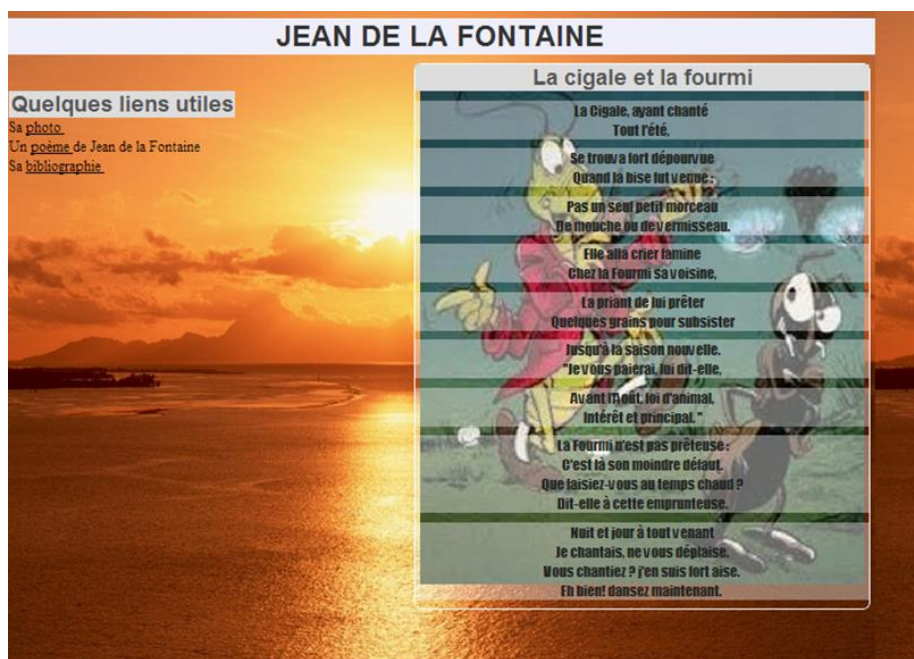 JEAN DE LA FONTAINE
Quelques liens utiles
Sa photo
Un poème de Jean de la Fontaine
Sa bibliographie
La cigale et la fourmi
La Cigale, ayant chanté
Tout l'été,
Se trouva fort dépourvue
Quand la bise fut venue :
Pas un seul petit morceau
De mouche ou de vermisseau.
Elle alla crier famine
Chez la Fourmi sa voisine,
La priant de lui prêter
Quelques grains pour subsister
Jusqu'à la saison nouvelle.
"Je vous paierai, lui dit-elle,
Avant l'Août, foi d'animal,
Intérêt et principal. "
La Fourmi n'est pas prêteuse :
C'est là son moindre défaut.
Que faisiez-vous au temps chaud ?
Dit-elle à cette emprunteuse.
Nuit et jour à tout venant
Je chantais, ne vous déplaise.
Vous chantiez ? j'en suis fort aise.
Eh bien! dansez maintenant.